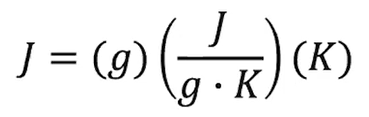 J = (g) (J / g · K) (K)